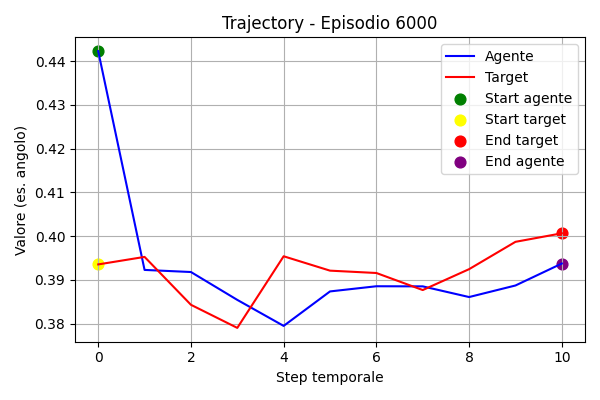 Trajectory - Episodio 6000
Valore (es. angolo)
0.44
0.43
0.42
0.41
0.40
0.39
0.38
Agente
Target
Start agente
Start target
End target
End agente
0 2 4 6 8 10
Step temporale